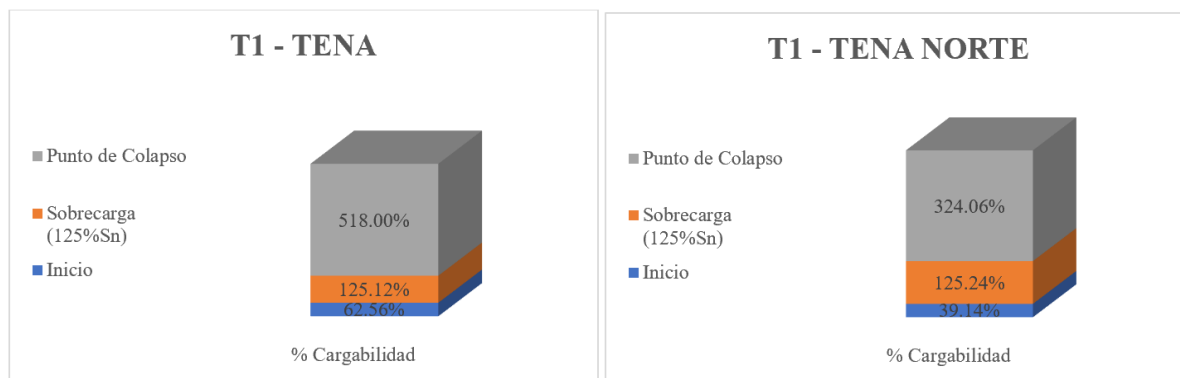 T1 - TENA
Punto de Colapso
Sobrecarga
(125%Sn)
Inicio
518.00%
125.12%
62.56%
% Cargabilidad
T1 - TENA NORTE
Punto de Colapso
Sobrecarga
(125%Sn)
Inicio
324.06%
125.24%
39.14%
% Cargabilidad